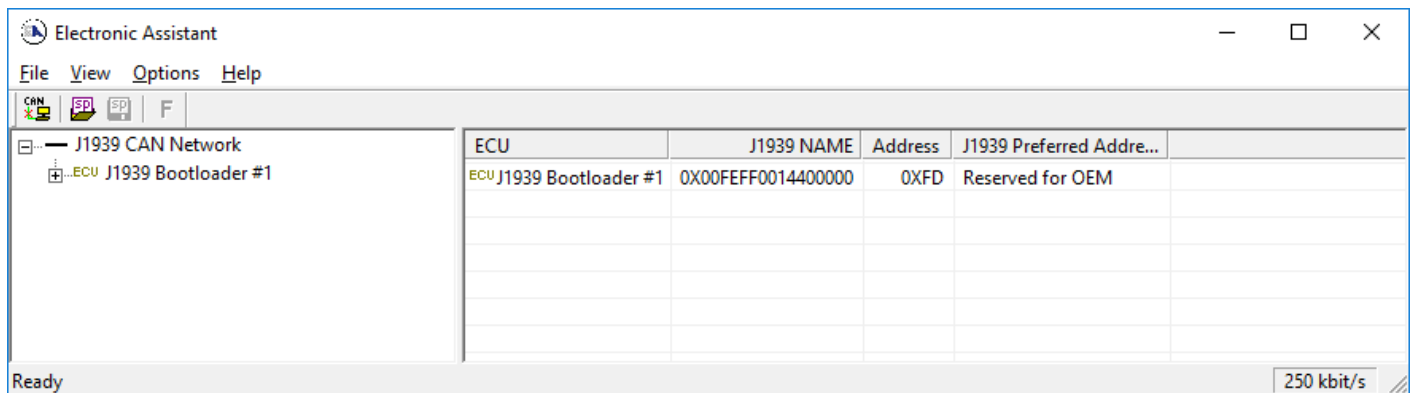 Electronic Assistant
File View Options Help
CAN SP SP F
J1939 CAN Network
ECU J1939 Bootloader #1
ECU J1939 NAME Address J1939 Preferred Addre...
ECU J1939 Bootloader #1 0X00FEFF0014400000 0XFD Reserved for OEM
Ready 250 kbit/s